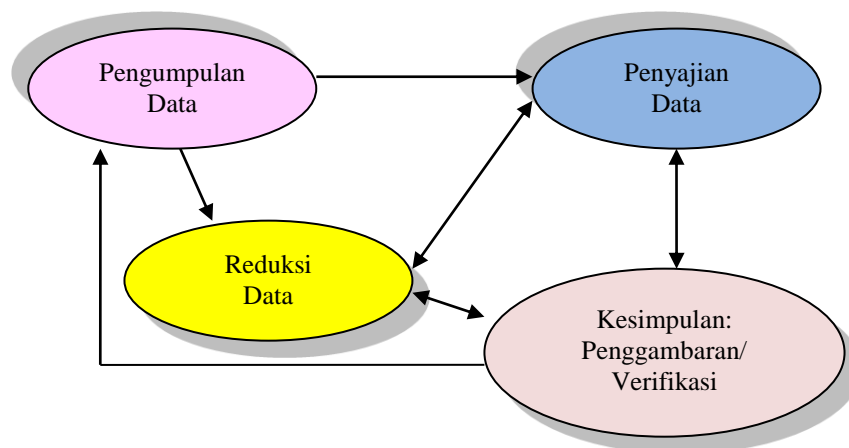 Pengumpulan
Data
Penyajian
Data
Reduksi
Data
Kesimpulan:
Penggambaran/
Verifikasi